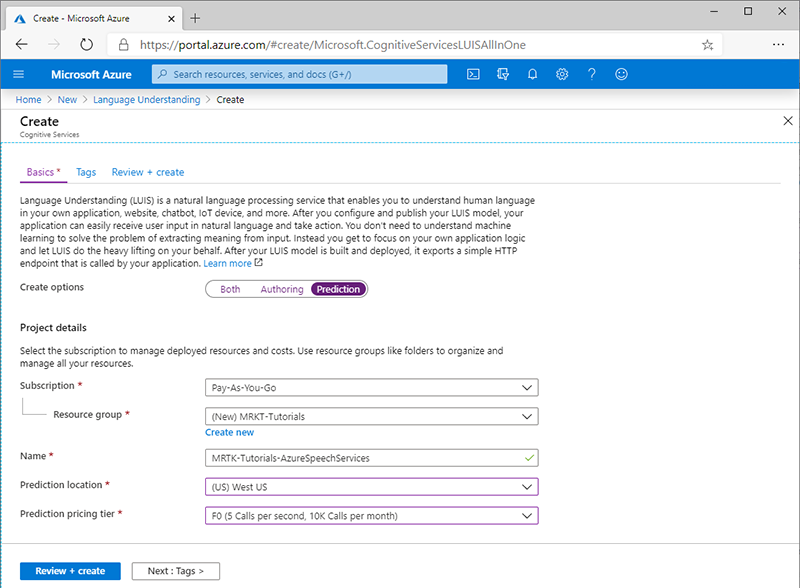 Create - Microsoft Azure
https://portal.azure.com/#create/Microsoft.CognitiveServicesLUISAllInOne
Microsoft Azure
Search resources, services, and docs (G+/)
Home > New > Language Understanding > Create
Create
Cognitive Services
Basics * Tags Review + create
Language Understanding (LUIS) is a natural language processing service that enables you to understand human language
in your own application, website, chatbot, IoT device, and more. After you configure and publish your LUIS model, your
application can easily receive user input in natural language and take action. You don't need to understand machine
learning to solve the problem of extracting meaning from input. Instead you get to focus on your own application logic
and let LUIS do the heavy lifting on your behalf. After your LUIS model is built and deployed, it exports a simple HTTP
endpoint that is called by your application. Learn more
Create options Both Authoring Prediction
Project details
Select the subscription to manage deployed resources and costs. Use resource groups like folders to organize and
manage all your resources.
Subscription * Pay-As-You-Go
Resource group * (New) MRKT-Tutorials
Create new
Name * MRTK-Tutorials-AzureSpeechServices
Prediction location * (US) West US
Prediction pricing tier * F0 (5 Calls per second, 10K Calls per month)
Review + create Next : Tags >